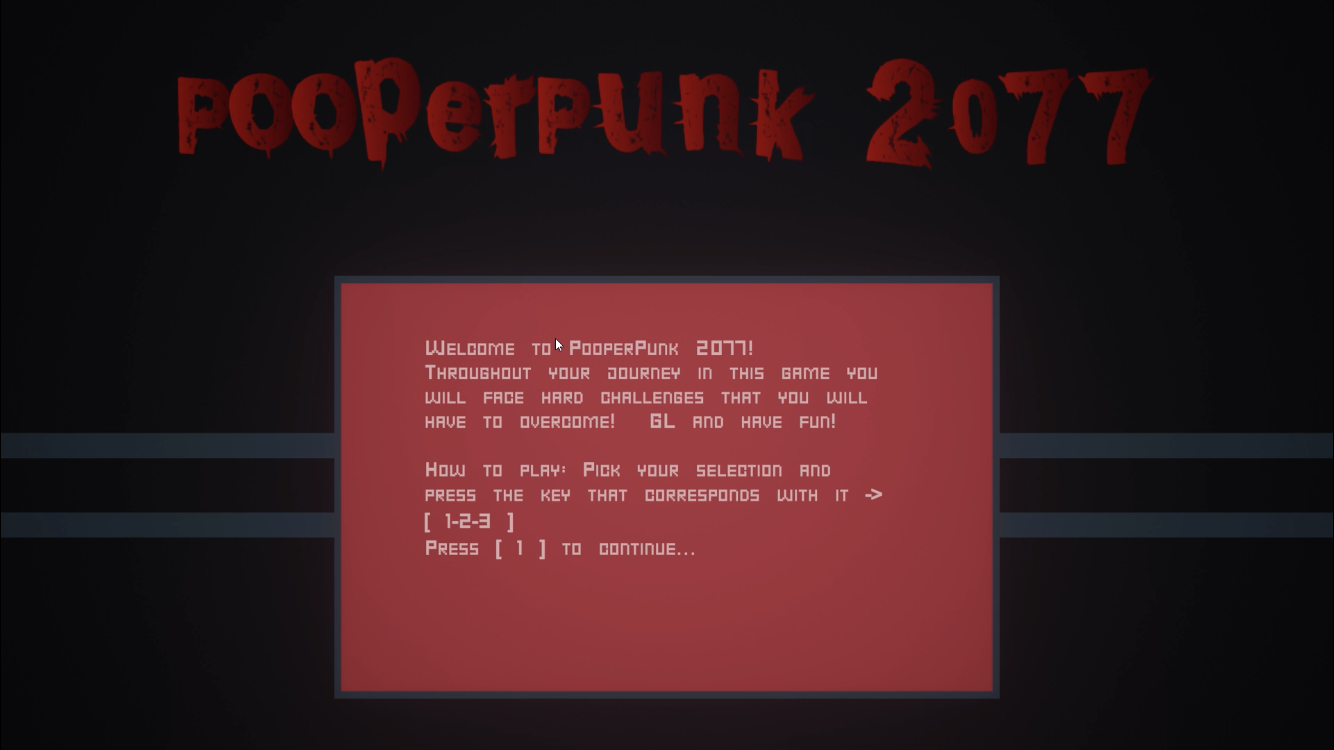 PooperPunk 2077
Welcome to PooperPunk 2077!
Throughout your journey in this game you
will face hard challenges that you will
have to overcome! GL and have fun!
How to play: Pick your selection and
press the key that corresponds with it ->
[ 1-2-3 ]
Press [ 1 ] to continue...